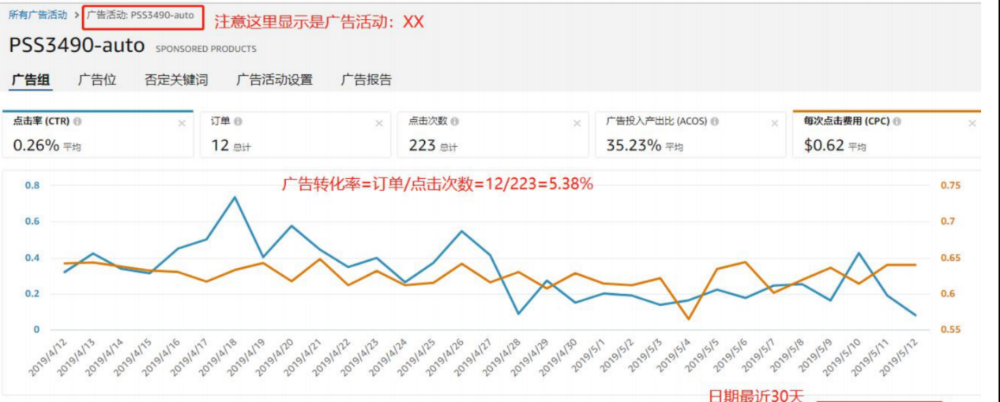 所有广告活动 > 广告活动: PSS3490-auto
注意这里显示是广告活动：XX
PSS3490-auto SPONSORED PRODUCTS
广告组 广告位 否定关键词 广告活动设置 广告报告
点击率 (CTR) 订单 点击次数 广告投入产出比 (ACOS) 每次点击费用 (CPC)
0.26% 平均 12 总计 223 总计 35.23% 平均 $0.62 平均
广告转化率=订单/点击次数=12/223=5.38%
0.8 0.75
0.6 0.7
0.4 0.65
0.2 0.6
0 0.55
2019/4/12 2019/4/13 2019/4/14 2019/4/15 2019/4/16 2019/4/17 2019/4/18 2019/4/19 2019/4/20 2019/4/21 2019/4/22 2019/4/23 2019/4/24 2019/4/25 2019/4/26 2019/4/27 2019/4/28 2019/4/29 2019/4/30 2019/5/1 2019/5/2 2019/5/3 2019/5/4 2019/5/5 2019/5/6 2019/5/7 2019/5/8 2019/5/9 2019/5/10 2019/5/11 2019/5/12
日期最近30天